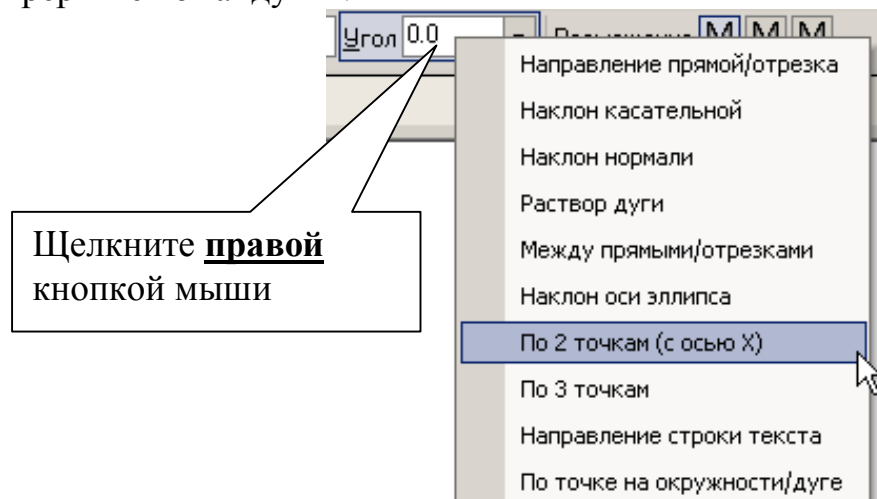 Угол 0.0
М М М
Направление прямой/отрезка
Наклон касательной
Наклон нормали
Раствор дуги
Между прямыми/отрезками
Щелкните правой
кнопкой мыши
Наклон оси эллипса
По 2 точкам (с осью X)
По 3 точкам
Направление строки текста
По точке на окружности/дуге